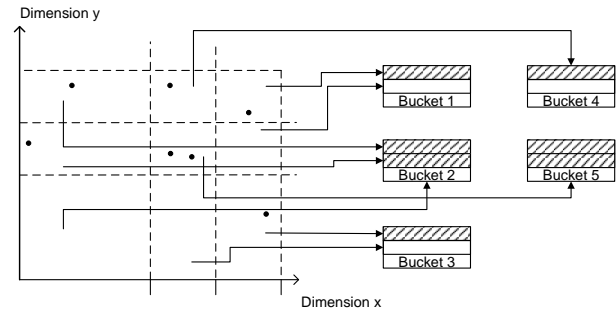 Dimension y
Bucket 1
Bucket 4
Bucket 2
Bucket 5
Bucket 3
Dimension x